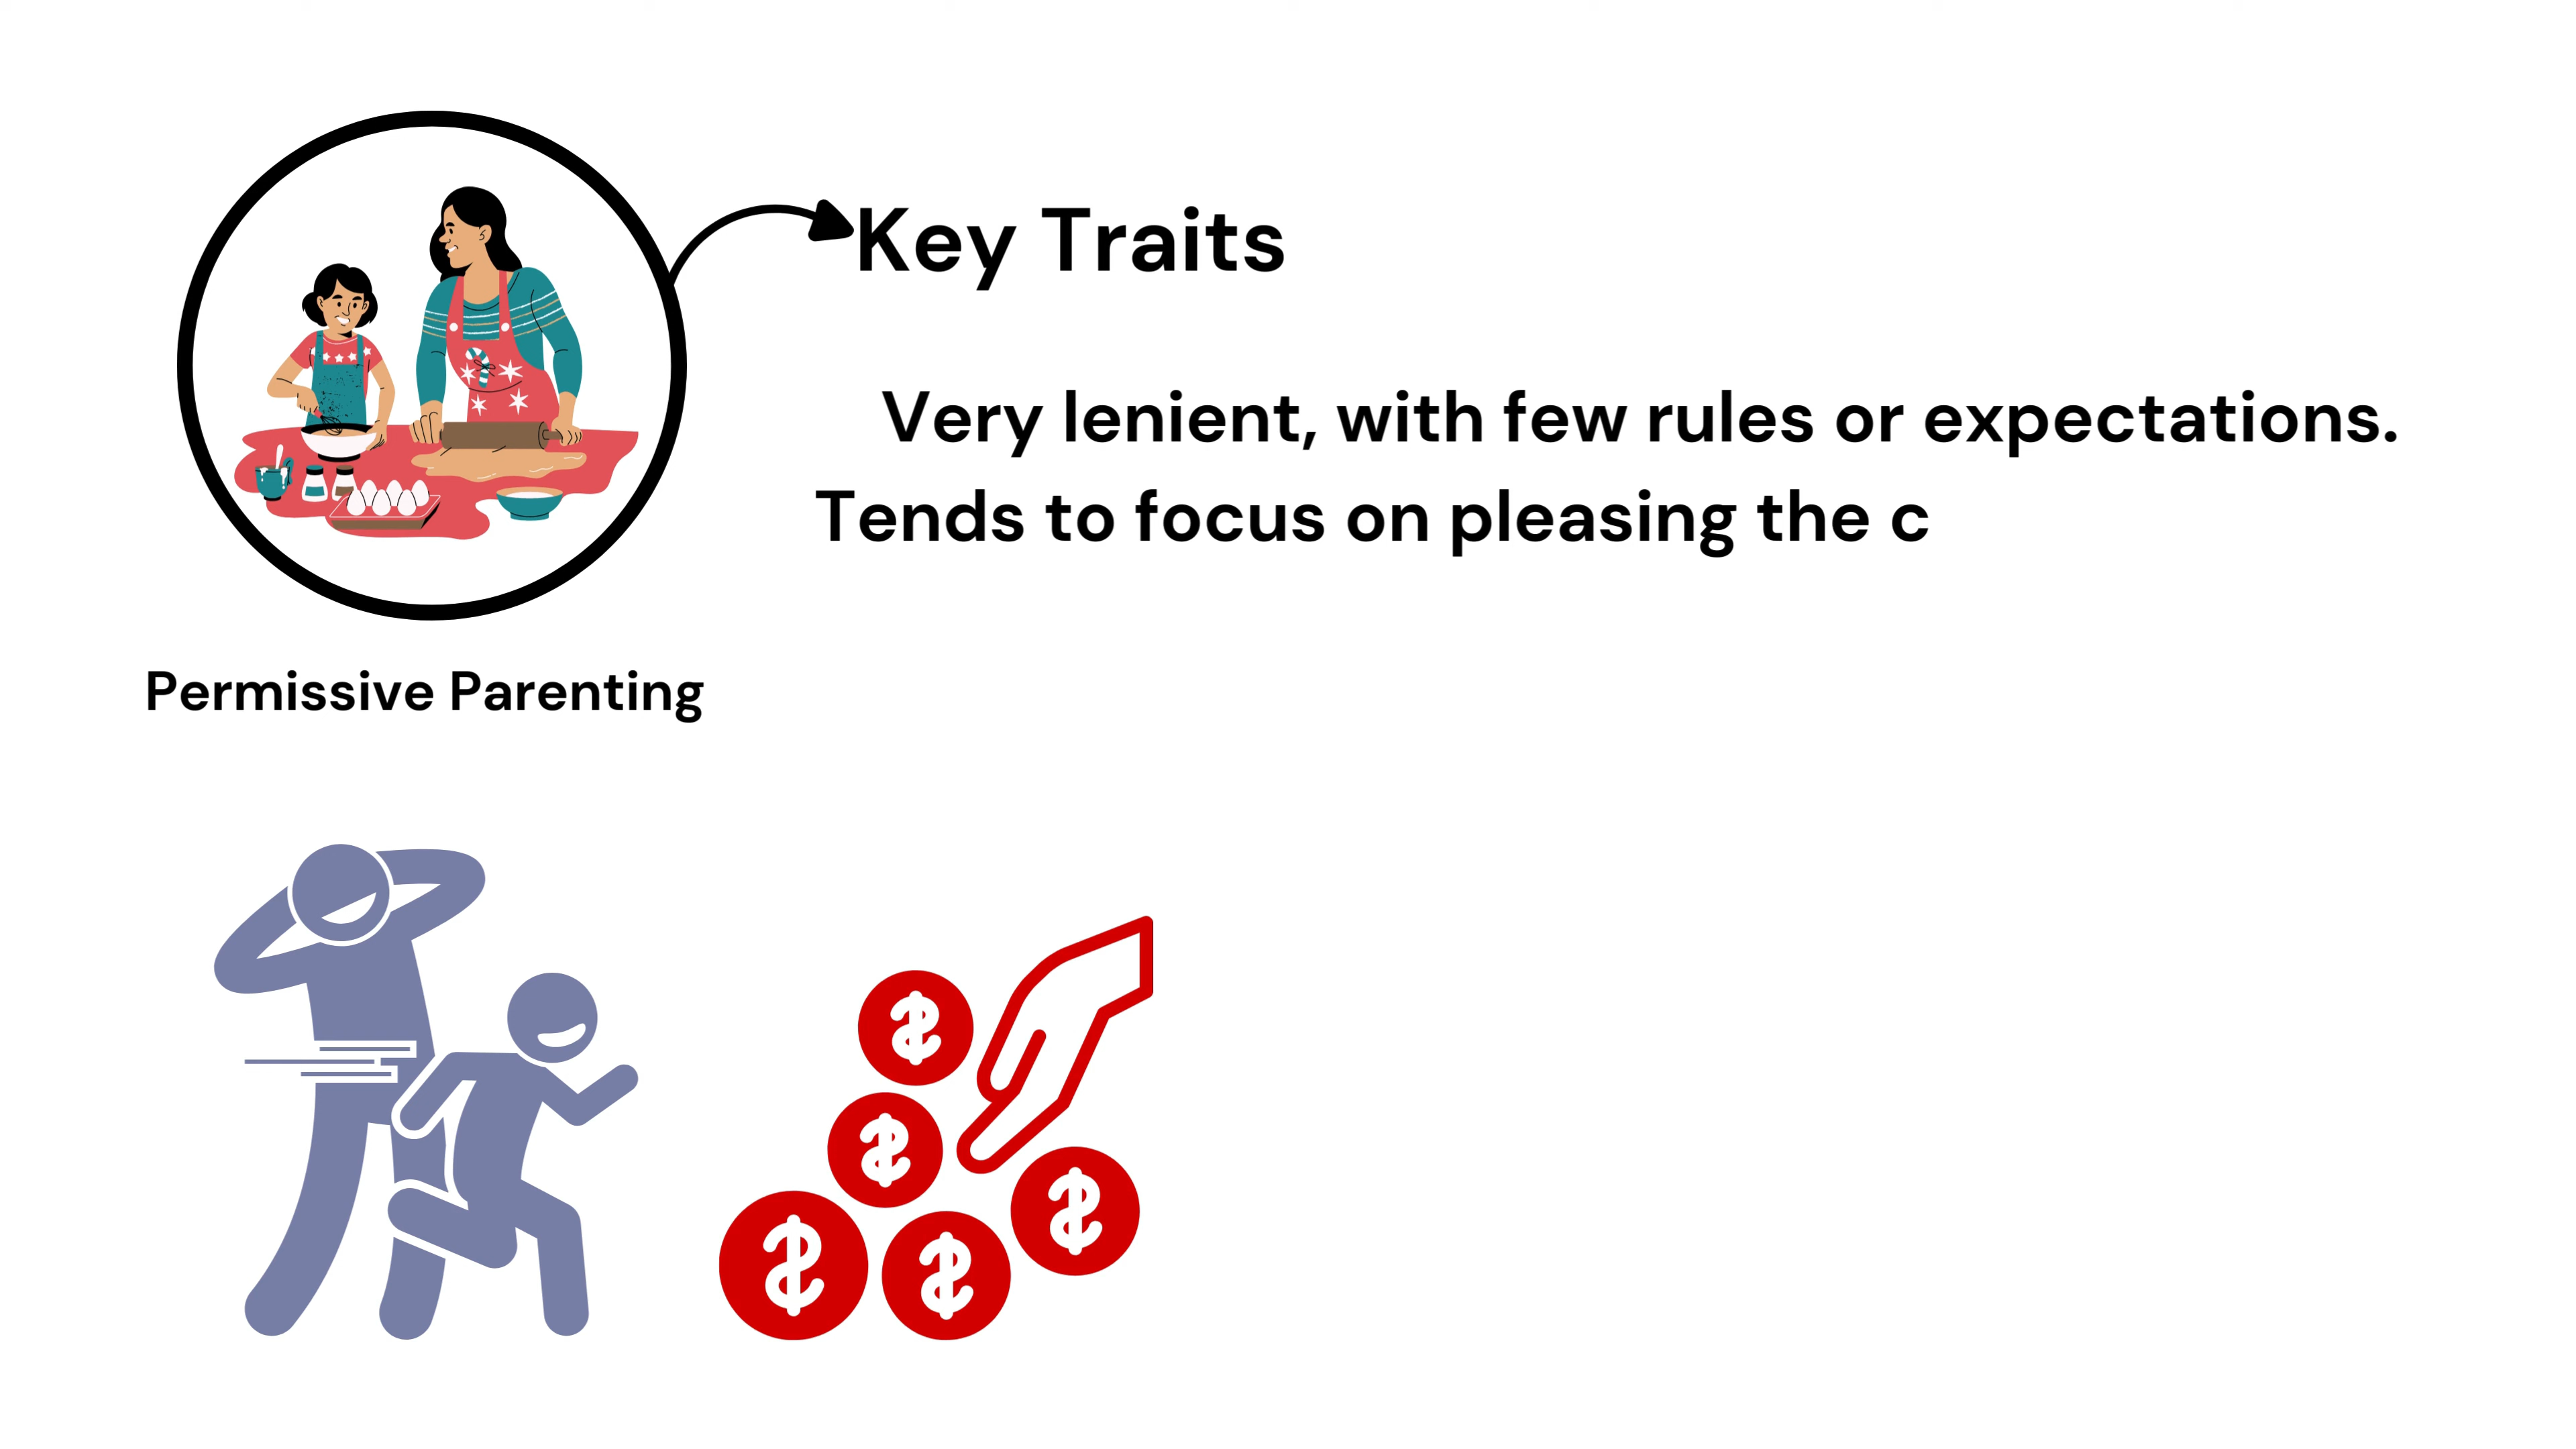 Key Traits
Very lenient, with few rules or expectations.
Tends to focus on pleasing the c
Permissive Parenting